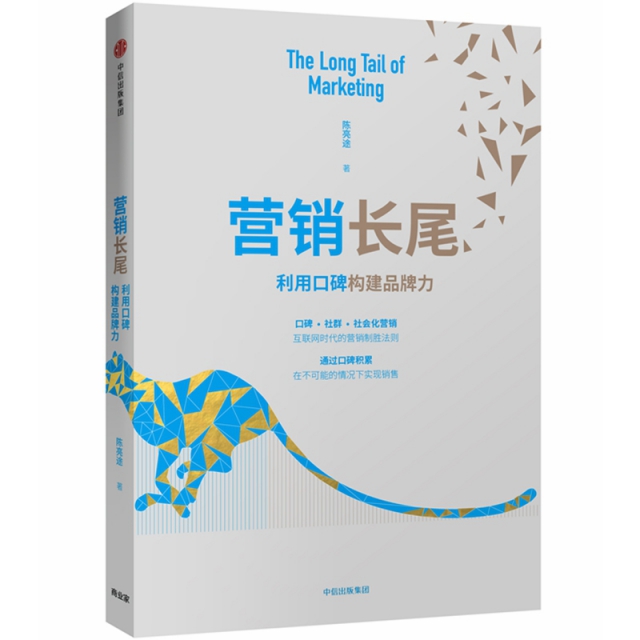 The Long Tail of
Marketing
陈亮途
著
营销长尾
利用口碑构建品牌力
口碑·社群·社会化营销
互联网时代的营销制胜法则
通过口碑积累
在不可能的情况下实现销售
中信出版集团
中信出版集团
营销长尾
利用口碑
构建品牌力
陈亮途
著
商业家